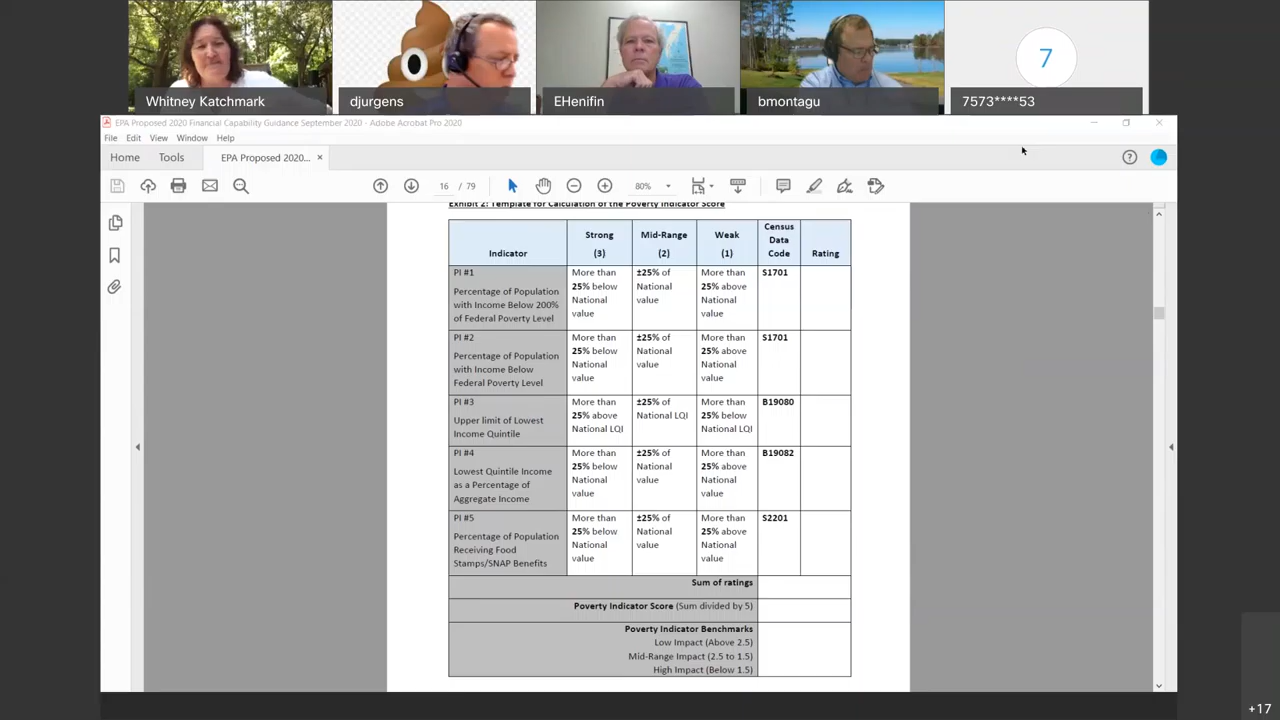 7
Whitney Katchmark
djurgens
EHenifin
bmontagu
7573****53
EPA Proposed 2020 Financial Capability Guidance September 2020 - Adobe Acrobat Pro 2020
File Edit View Window Help
Home Tools EPA Proposed 2020... ×
16 / 79 80%
Exhibit 2: Template for Calculation of the Poverty Indicator Score
Indicator
Strong
(3)
Mid-Range
(2)
Weak
(1)
Census
Data
Code
Rating
PI #1
Percentage of Population
with Income Below 200%
of Federal Poverty Level
More than
25% below
National
value
±25% of
National
value
More than
25% above
National
value
S1701
PI #2
Percentage of Population
with Income Below
Federal Poverty Level
More than
25% below
National
value
±25% of
National
value
More than
25% above
National
value
S1701
PI #3
Upper limit of Lowest
Income Quintile
More than
25% above
National LQI
±25% of
National LQI
More than
25% below
National LQI
B19080
PI #4
Lowest Quintile Income
as a Percentage of
Aggregate Income
More than
25% below
National
value
±25% of
National
value
More than
25% above
National
value
B19082
PI #5
Percentage of Population
Receiving Food
Stamps/SNAP Benefits
More than
25% below
National
value
±25% of
National
value
More than
25% above
National
value
S2201
Sum of ratings
Poverty Indicator Score (Sum divided by 5)
Poverty Indicator Benchmarks
Low Impact (Above 2.5)
Mid-Range Impact (2.5 to 1.5)
High Impact (Below 1.5)
+17